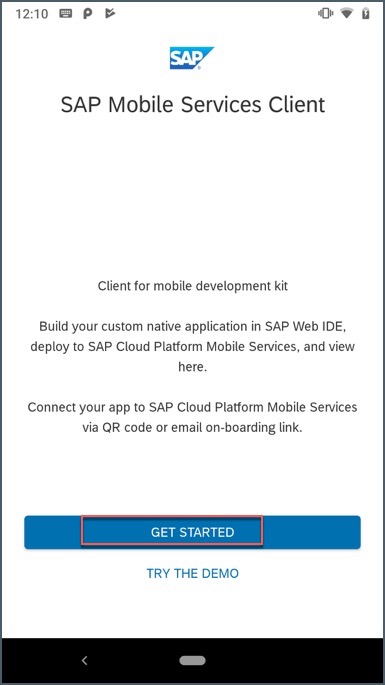 12:10
SAP
SAP Mobile Services Client
Client for mobile development kit
Build your custom native application in SAP Web IDE,
deploy to SAP Cloud Platform Mobile Services, and view
here.
Connect your app to SAP Cloud Platform Mobile Services
via QR code or email on-boarding link.
GET STARTED
TRY THE DEMO